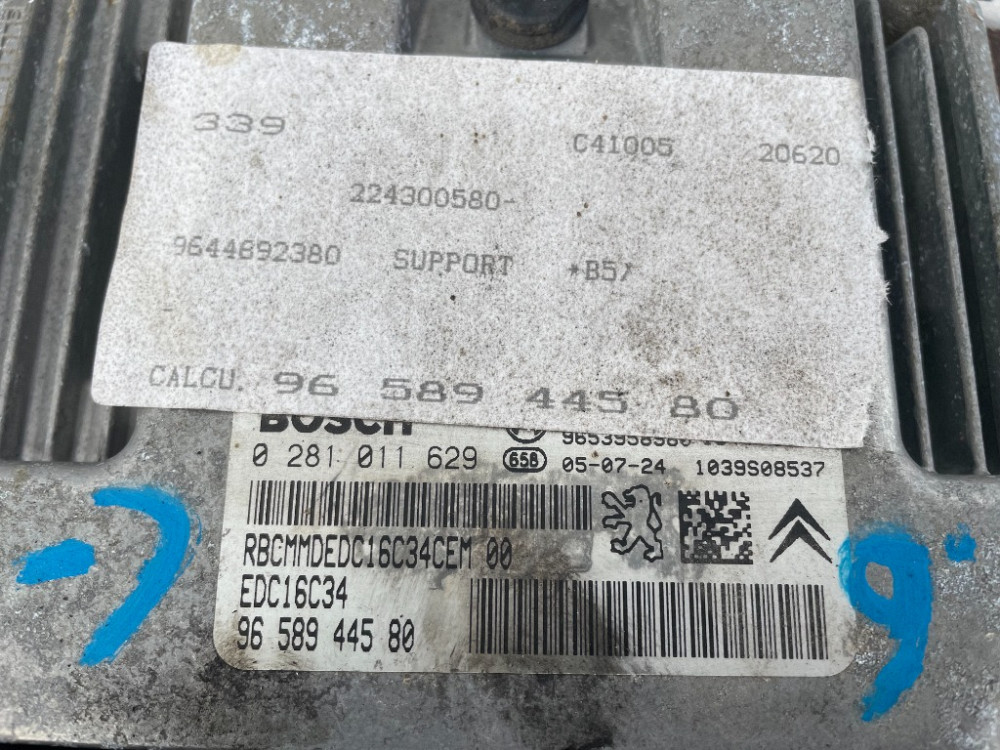 339
C41005 20620
224300580-
9644892380 SUPPORT *B57
CALCU. 96 589 445 80
BOSCH
0 281 011 629 656 05-07-24 1039S08537
RBCMMDEDC16C34CEM 00
EDC16C34
96 589 445 80